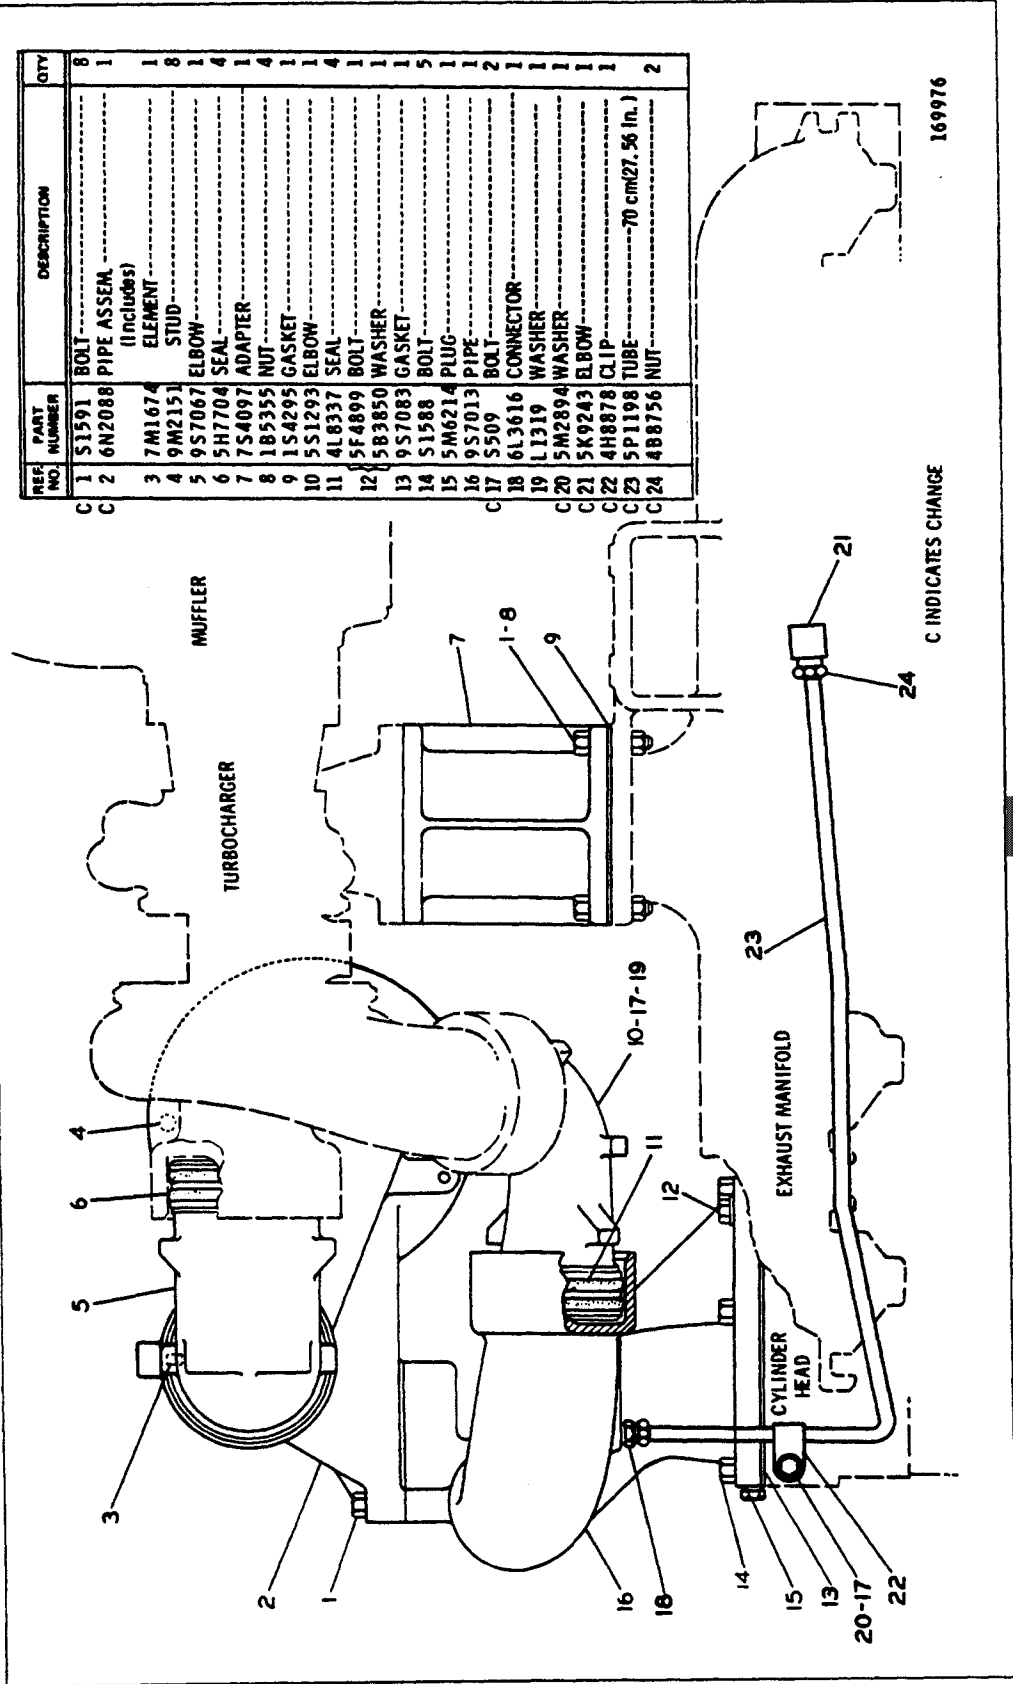 REF. NO. PART NUMBER DESCRIPTION QTY
C 1 S1591 BOLT 8
C 2 6N2088 PIPE ASSEM. 1
(Includes)
3 7M1674 ELEMENT 1
4 9M2151 STUD 8
5 9S7067 ELBOW 1
6 5H7704 SEAL 4
7 7S4097 ADAPTER 1
8 1B5355 NUT 4
9 1S4295 GASKET 1
10 5S1293 ELBOW 1
11 4L8337 SEAL 4
12 5F4899 BOLT 1
5B3850 WASHER 1
13 9S7083 GASKET 1
14 S1588 BOLT 5
15 5M6214 PLUG 1
16 9S7013 PIPE 1
C 17 S509 BOLT 2
18 6L3616 CONNECTOR 1
19 L1319 WASHER 1
C 20 5M2894 WASHER 1
C 21 5K9243 ELBOW 1
C 22 4H8878 CLIP 1
C 23 5P1198 TUBE 70 cm(27.56 In.)
C 24 4B8756 NUT 2
MUFFLER
TURBOCHARGER
4
6
5
3
2
1
7
1-8
9
10-17-19
11
12
EXHAUST MANIFOLD
CYLINDER
HEAD
16
18
14
15
13
20-17
22
23
24
21
C INDICATES CHANGE
169976